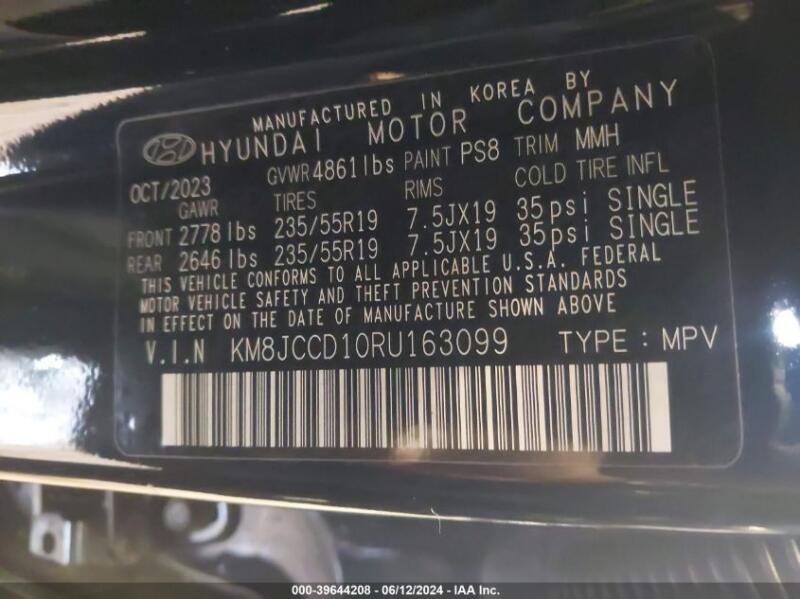 MANUFACTURED IN KOREA BY
HYUNDAI MOTOR COMPANY
OCT/2023 GVWR 4861lbs PAINT PS8 TRIM MMH
GAWR TIRES RIMS COLD TIRE INFL
FRONT 2778 lbs 235/55R19 7.5JX19 35psi SINGLE
REAR 2646 lbs 235/55R19 7.5JX19 35psi SINGLE
THIS VEHICLE CONFORMS TO ALL APPLICABLE U.S.A. FEDERAL
MOTOR VEHICLE SAFETY AND THEFT PREVENTION STANDARDS
IN EFFECT ON THE DATE OF MANUFACTURE SHOWN ABOVE
V.I.N KM8JCCD10RU163099 TYPE : MPV
000-39644208 - 06/12/2024 - IAA Inc.